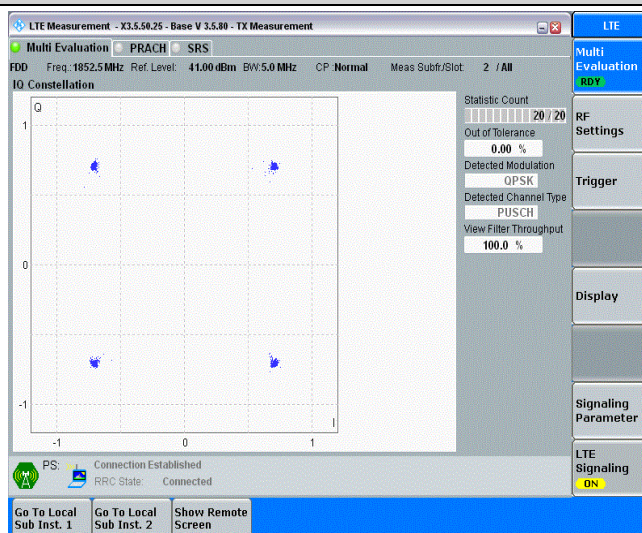 LTE Measurement - X3.5.50.25 - Base V 3.5.80 - TX Measurement
LTE
Multi Evaluation PRACH SRS
FDD Freq.:1852.5 MHz Ref. Level: 41.00 dBm BW:5.0 MHz CP :Normal Meas Subfr./Slot: 2 / All
IQ Constellation
Q
1
0
-1
I
-1 0 1
Statistic Count
20 / 20
Out of Tolerance
0.00 %
Detected Modulation
QPSK
Detected Channel Type
PUSCH
View Filter Throughput
100.0 %
Multi
Evaluation
RDY
RF
Settings
Trigger
Display
Signaling
Parameter
LTE
Signaling
ON
PS: Connection Established
RRC State: Connected
Go To Local
Sub Inst. 1
Go To Local
Sub Inst. 2
Show Remote
Screen